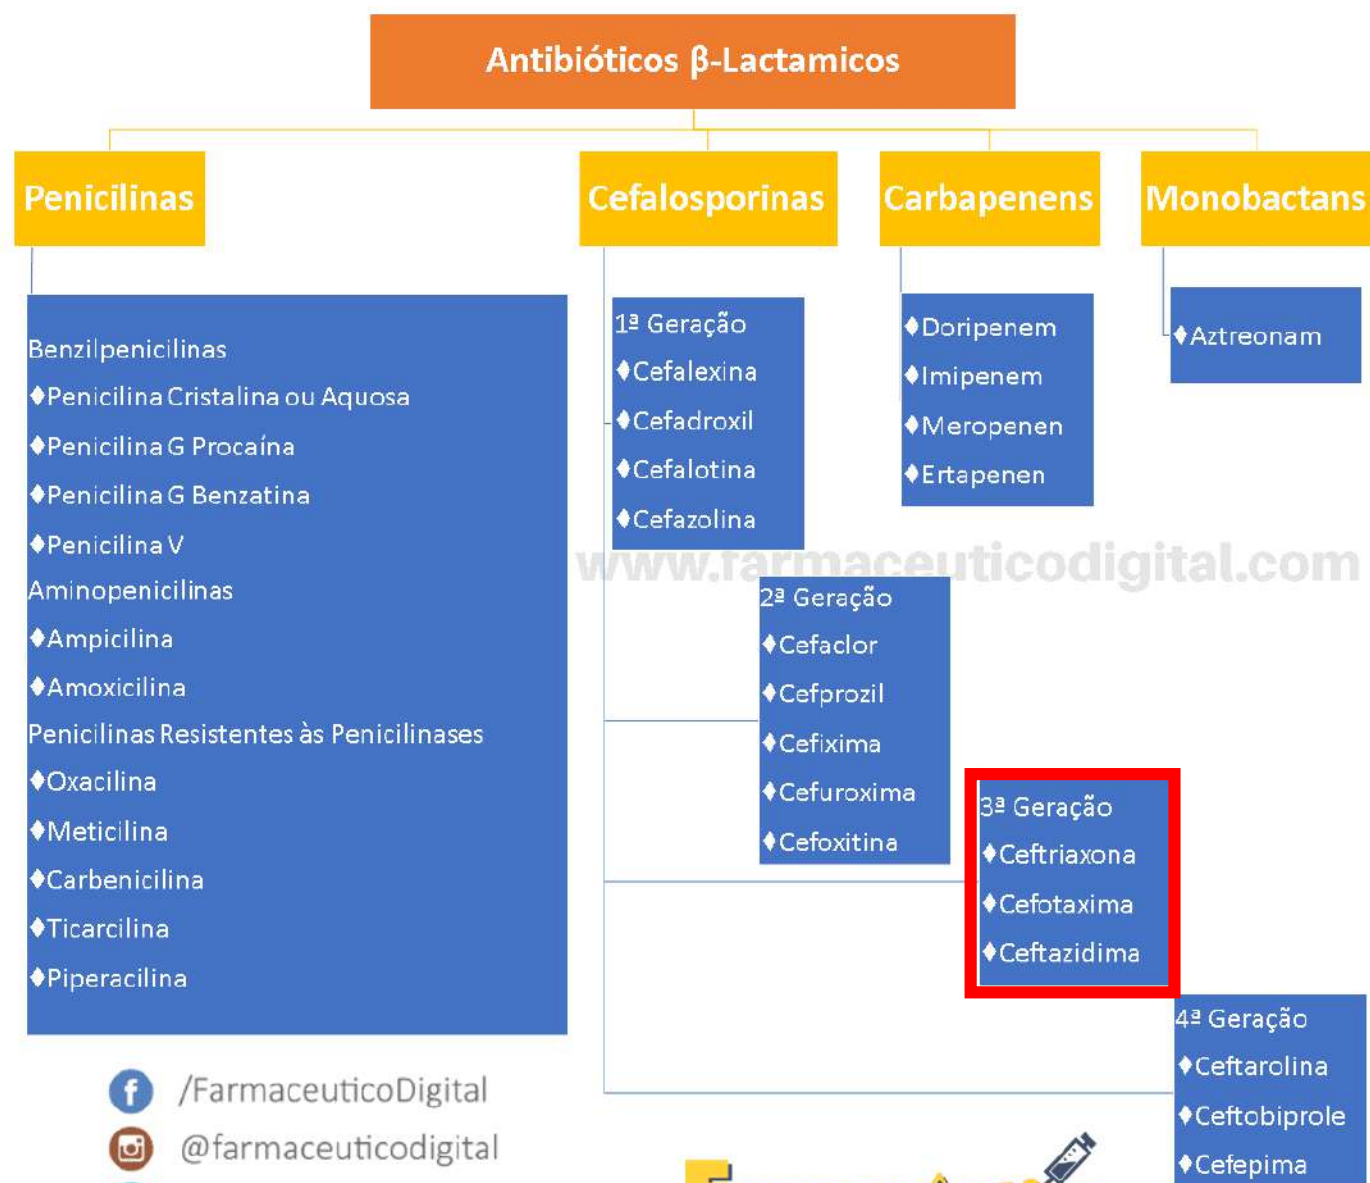 Antibióticos β-Lactamicos
Penicilinas
Cefalosporinas
Carbapenens
Monobactans
Benzilpenicilinas
♦Penicilina Cristalina ou Aquosa
♦Penicilina G Procaína
♦Penicilina G Benzatina
♦Penicilina V
Aminopenicilinas
♦Ampicilina
♦Amoxicilina
Penicilinas Resistentes às Penicilinases
♦Oxacilina
♦Meticilina
♦Carbenicilina
♦Ticarcilina
♦Piperacilina
1ª Geração
♦Cefalexina
♦Cefadroxil
♦Cefalotina
♦Cefazolina
♦Doripenem
♦Imipenem
♦Meropenen
♦Ertapenen
♦Aztreonam
www.farmaceuticodigital.com
2ª Geração
♦Cefaclor
♦Cefprozil
♦Cefixima
♦Cefuroxima
♦Cefoxitina
3ª Geração
♦Ceftriaxona
♦Cefotaxima
♦Ceftazidima
4ª Geração
♦Ceftarolina
♦Ceftobiprole
♦Cefepima
/FarmaceuticoDigital
@farmaceuticodigital